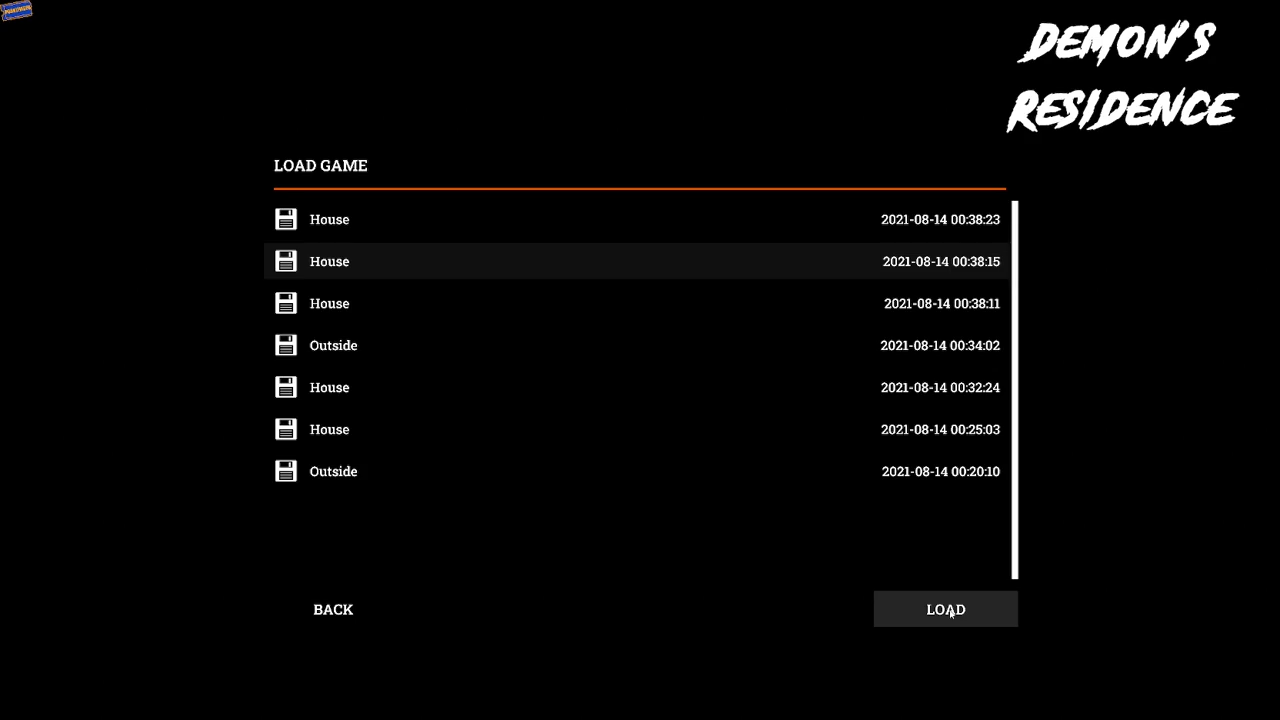 DEMON'S
RESIDENCE
LOAD GAME
House 2021-08-14 00:38:23
House 2021-08-14 00:38:15
House 2021-08-14 00:38:11
Outside 2021-08-14 00:34:02
House 2021-08-14 00:32:24
House 2021-08-14 00:25:03
Outside 2021-08-14 00:20:10
BACK LOAD